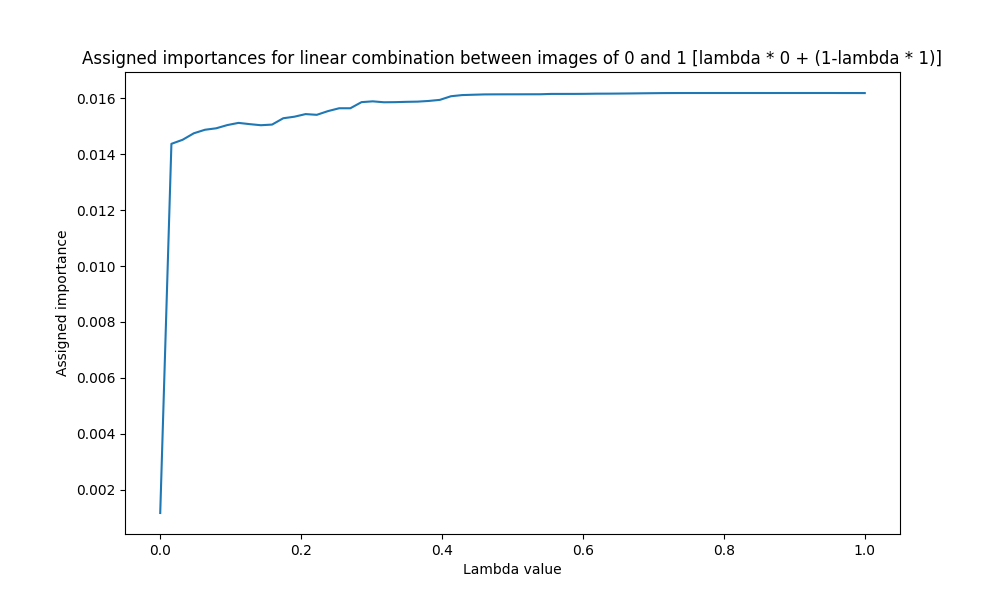 Assigned importances for linear combination between images of 0 and 1 [lambda * 0 + (1-lambda * 1)]
0.016
0.014
0.012
0.010
0.008
0.006
0.004
0.002
Assigned importance
0.0 0.2 0.4 0.6 0.8 1.0
Lambda value